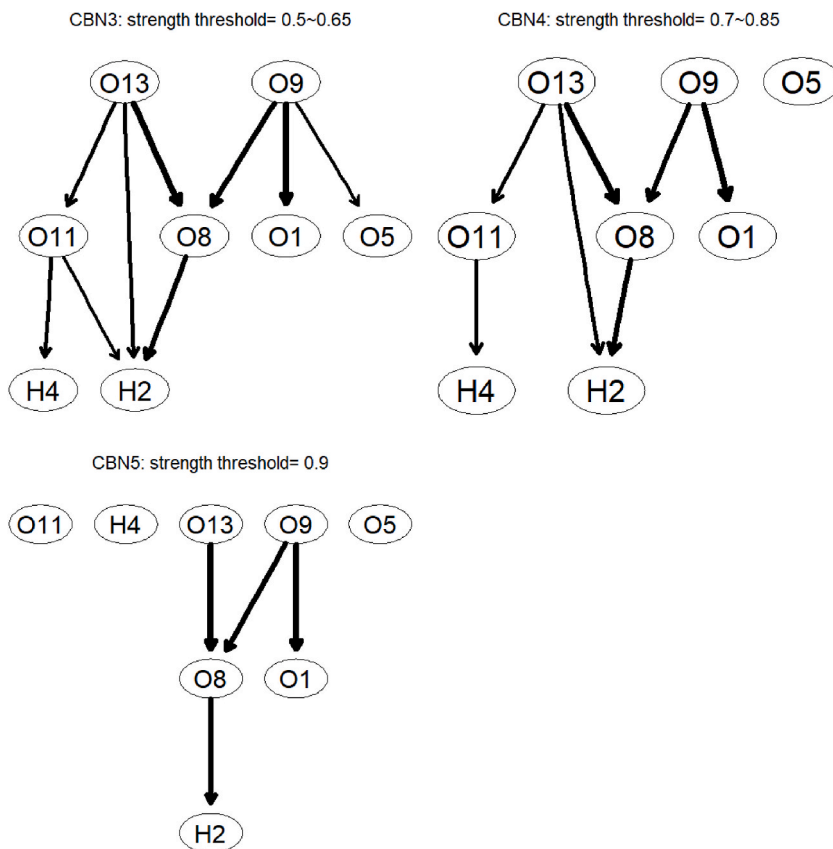 CBN3: strength threshold= 0.5~0.65
O13 O9
O11 O8 O1 O5
H4 H2
CBN4: strength threshold= 0.7~0.85
O13 O9 O5
O11 O8 O1
H4 H2
CBN5: strength threshold= 0.9
O11 H4 O13 O9 O5
O8 O1
H2